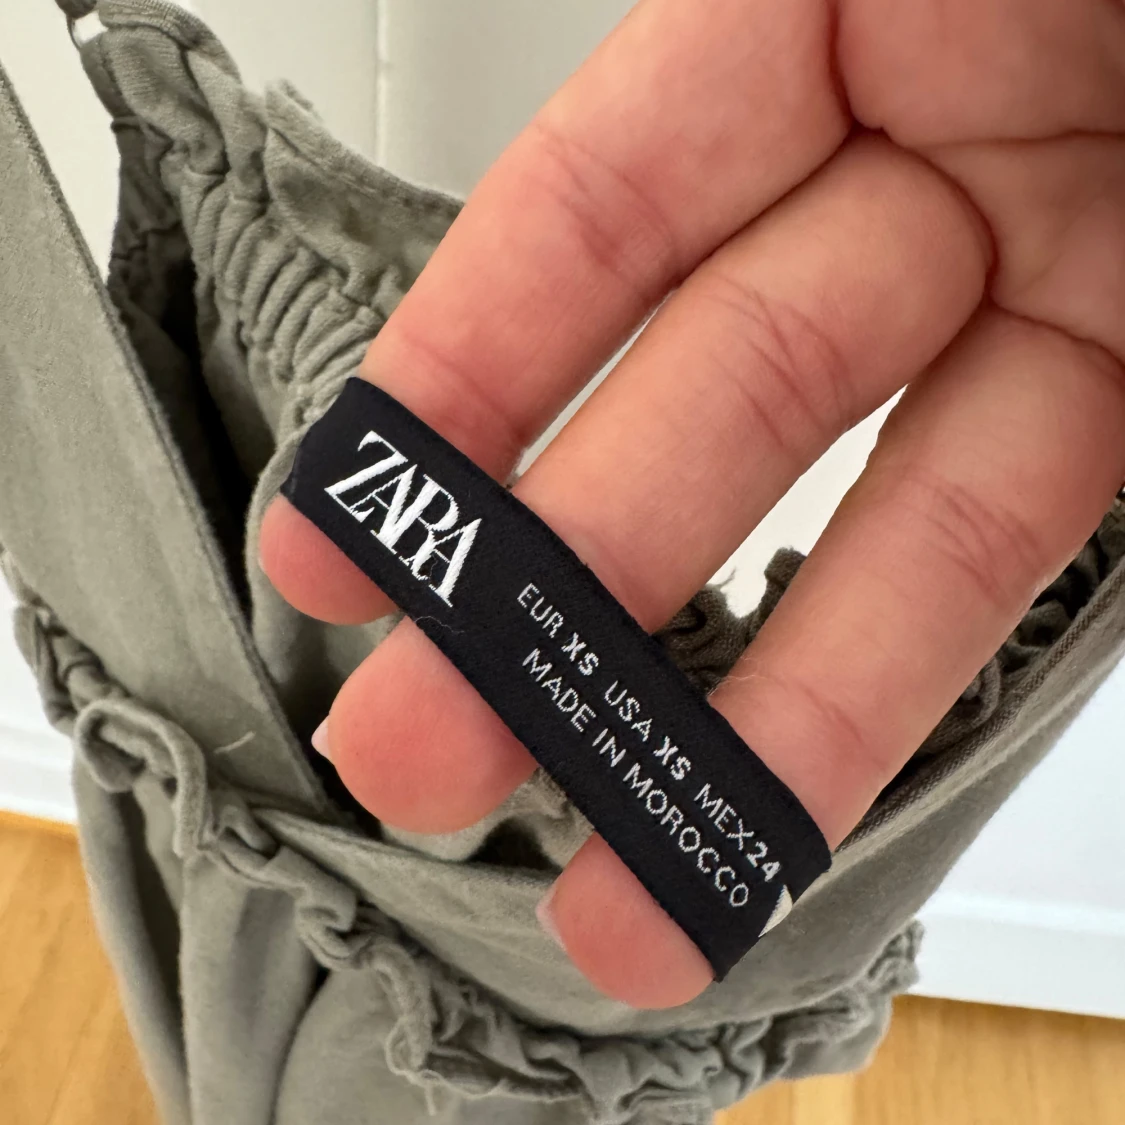 ZARA
EUR XS USA XS MEX 24
MADE IN MOROCCO